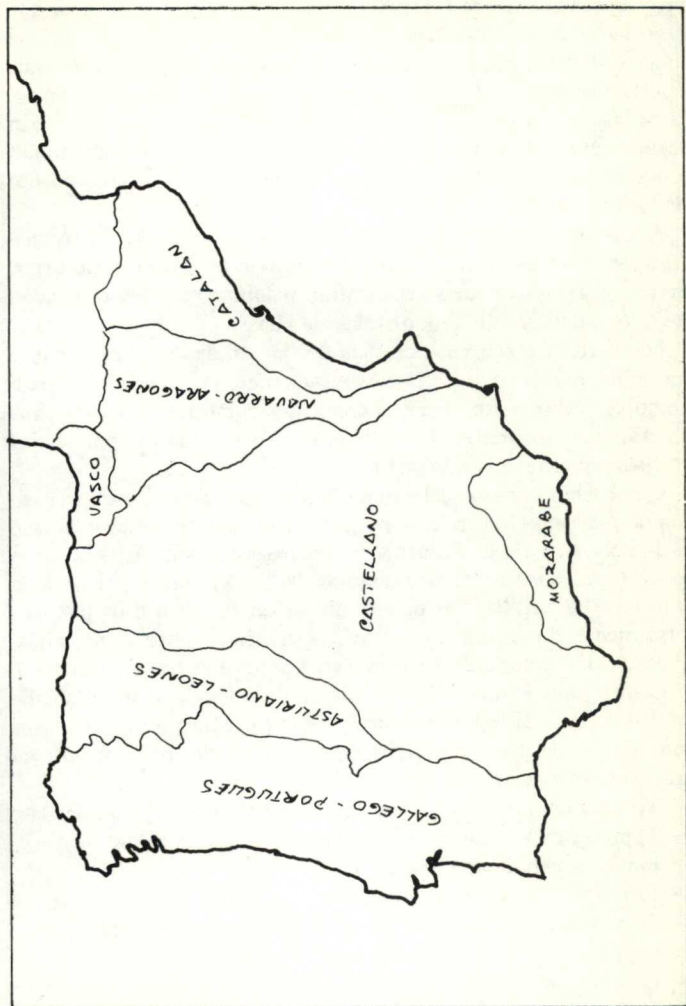 CATALAN
NAVARRO - ARAGONES
VASCO
CASTELLANO
MOZARABE
ASTURIANO - LEONES
GALLEGO - PORTUGUES